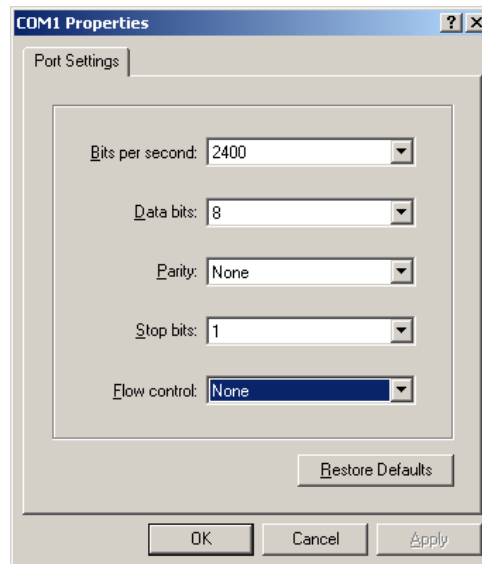 COM1 Properties
Port Settings
Bits per second: 2400
Data bits: 8
Parity: None
Stop bits: 1
Flow control: None
Restore Defaults
OK Cancel Apply